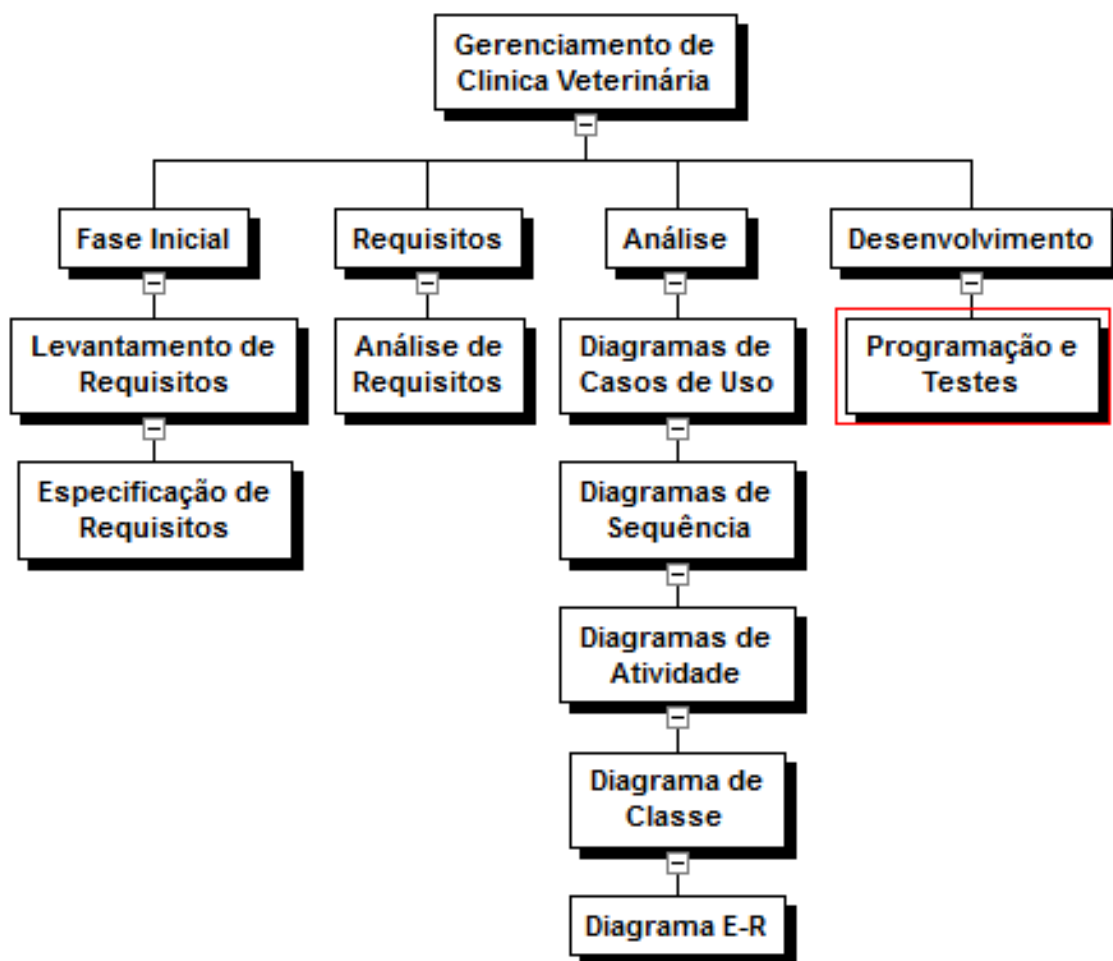 Gerenciamento de
Clinica Veterinária
Fase Inicial
Requisitos
Análise
Desenvolvimento
Levantamento de
Requisitos
Análise de
Requisitos
Diagramas de
Casos de Uso
Programação e
Testes
Especificação de
Requisitos
Diagramas de
Sequência
Diagramas de
Atividade
Diagrama de
Classe
Diagrama E-R